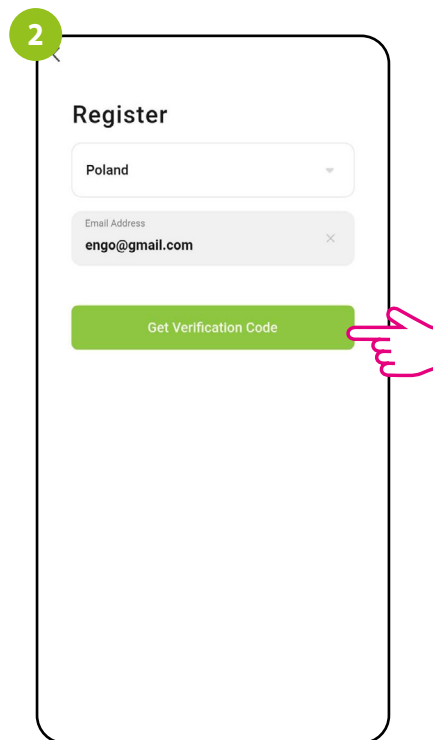 2
Register
Poland
Email Address
engo@gmail.com
Get Verification Code